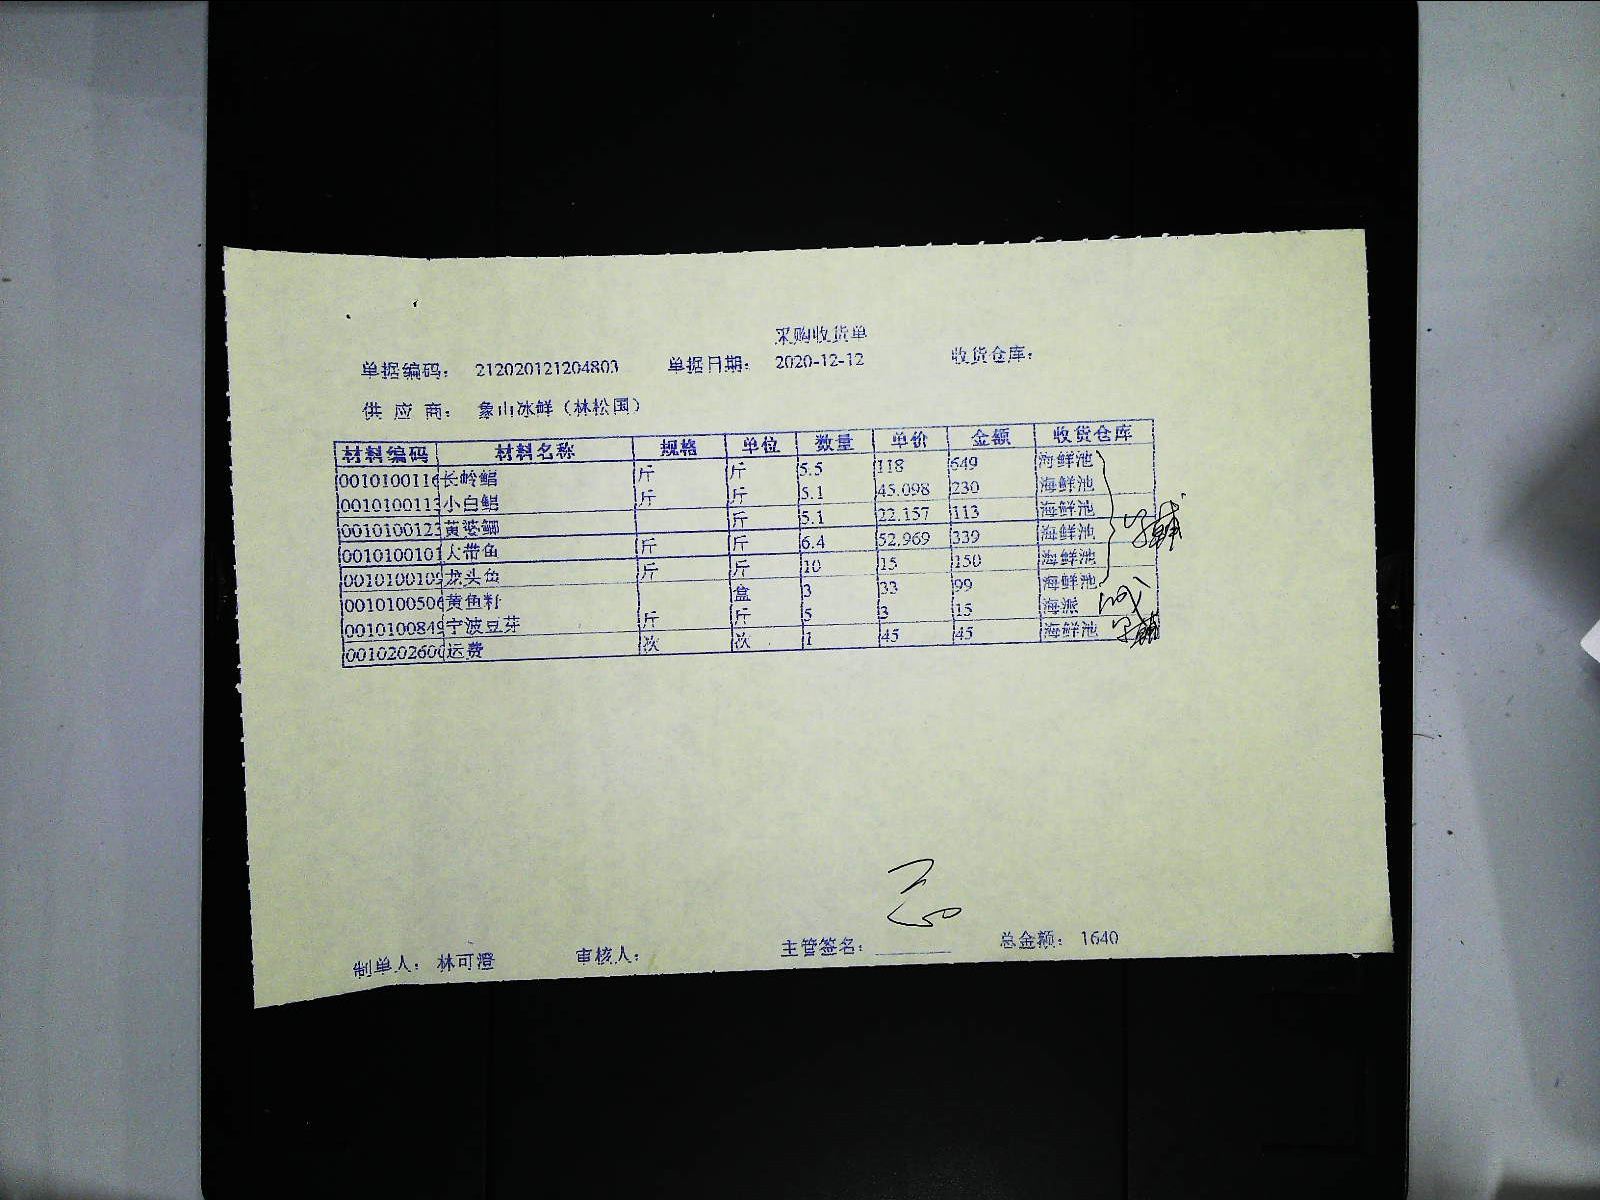 采购收货单
单据编码： 212020121204803 单据日期： 2020-12-12 收货仓库：
供 应 商： 象山冰鲜（林松国）
材料编码 材料名称 规格 单位 数量 单价 金额 收货仓库
0010100116 长岭鲳 斤 斤 5.5 118 649 海鲜池
0010100113 小白鲳 斤 斤 5.1 45.098 230 海鲜池
0010100123 黄婆鲫 斤 5.1 22.157 113 海鲜池
0010100101 大带鱼 斤 斤 6.4 52.969 339 海鲜池
001010010 龙头鱼 斤 斤 10 15 150 海鲜池
0010100506 黄鱼籽 盒 3 33 99 海鲜池
0010100849 宁波豆芽 斤 斤 5 3 15 海派
001020260 运费 次 次 1 45 45 海鲜池
制单人： 林可澄 审核人： 主管签名： 总金额： 1640